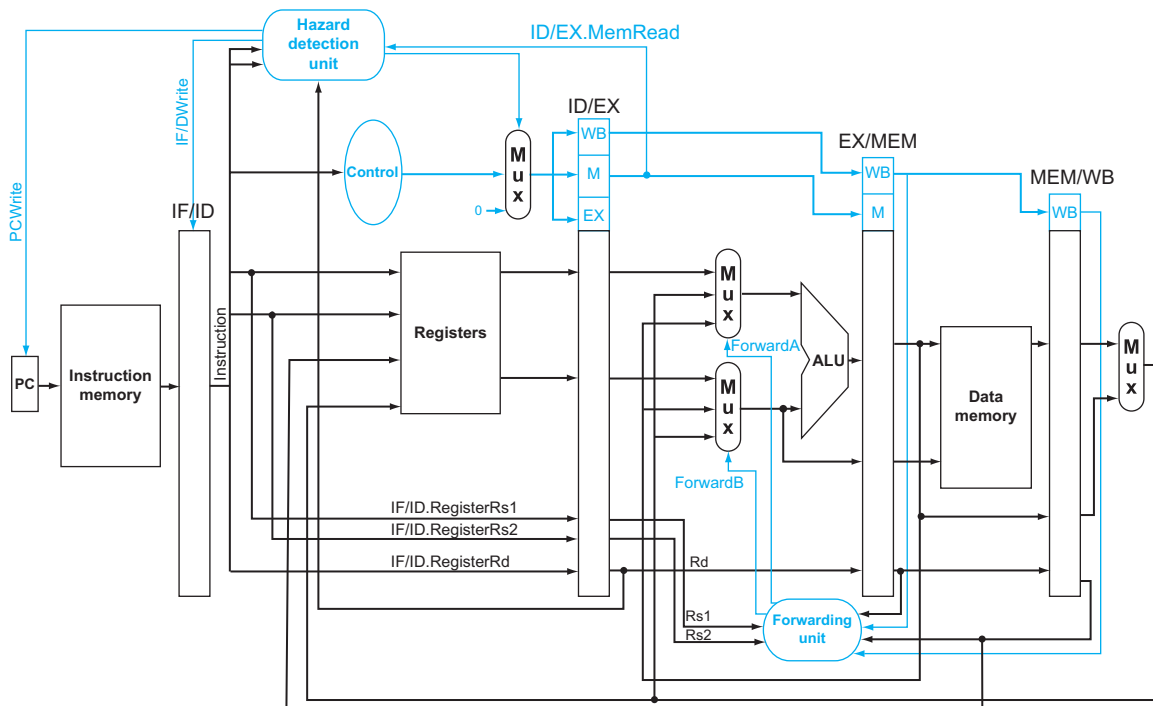 Hazard
detection
unit
ID/EX.MemRead
ID/EX
WB
EX/MEM
IF/DWrite
Control
M
u
x
M
WB
MEM/WB
PCWrite
IF/ID
0
EX
M
WB
M
u
x
Registers
Instruction
PC
Instruction
memory
ForwardA
ALU
M
u
x
M
u
x
Data
memory
ForwardB
IF/ID.RegisterRs1
IF/ID.RegisterRs2
IF/ID.RegisterRd
Rd
Rs1
Rs2
Forwarding
unit